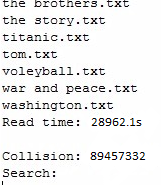 the brothers.txt
the story.txt
titanic.txt
tom.txt
voleyball.txt
war and peace.txt
washington.txt
Read time: 28962.1s
Collision: 89457332
Search: